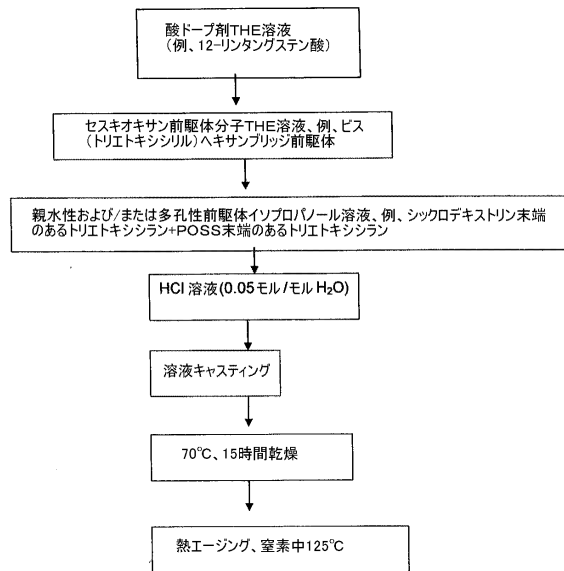 酸ドープ剤THE溶液
(例、12-リンタングステン酸)
セスキオキサン前駆体分子THE溶液、例、ビス
(トリエトキシシリル)ヘキサンブリッジ前駆体
親水性および/または多孔性前駆体イソプロパノール溶液、例、シックロデキストリン末端
のあるトリエトキシシラン+POSS末端のあるトリエトキシシラン
HCl 溶液(0.05モル/モル H₂O)
溶液キャスティング
70℃、15時間乾燥
熱エージング、窒素中125℃